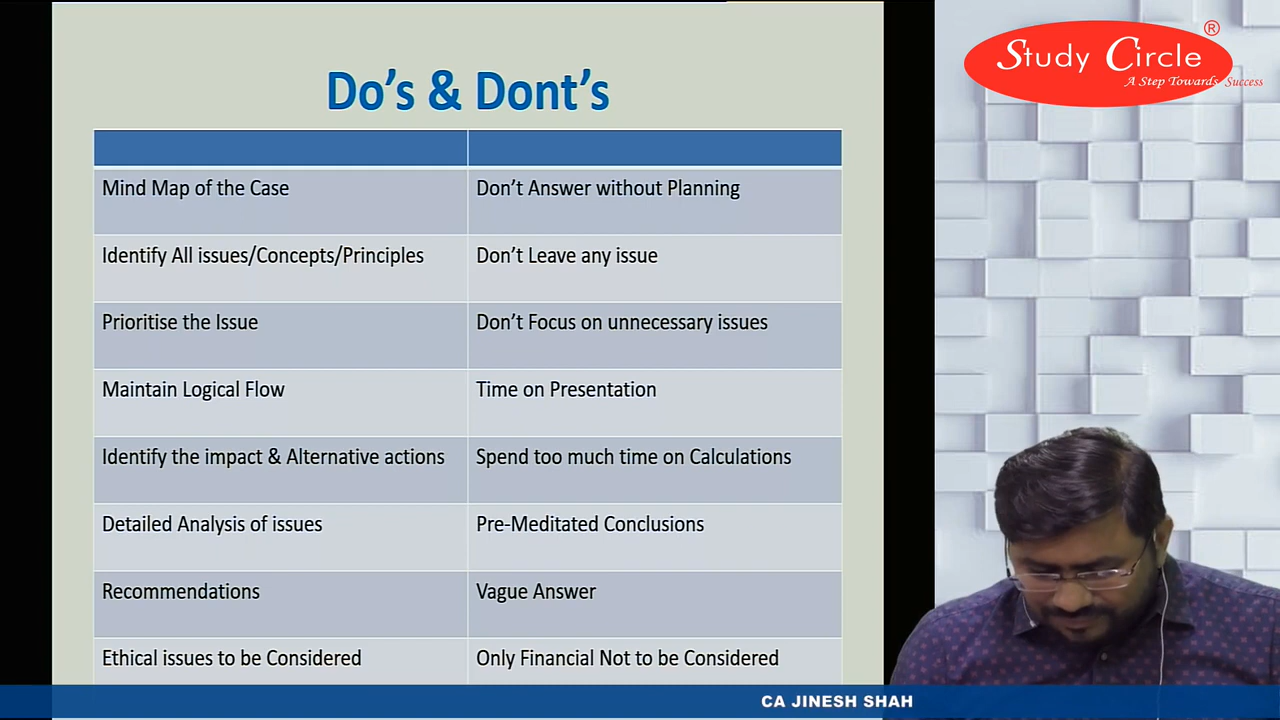 Study Circle ®
A Step Towards Success
Do's & Dont's
Mind Map of the Case
Don't Answer without Planning
Identify All issues/Concepts/Principles
Don't Leave any issue
Prioritise the Issue
Don't Focus on unnecessary issues
Maintain Logical Flow
Time on Presentation
Identify the impact & Alternative actions
Spend too much time on Calculations
Detailed Analysis of issues
Pre-Meditated Conclusions
Recommendations
Vague Answer
Ethical issues to be Considered
Only Financial Not to be Considered
CA JINESH SHAH